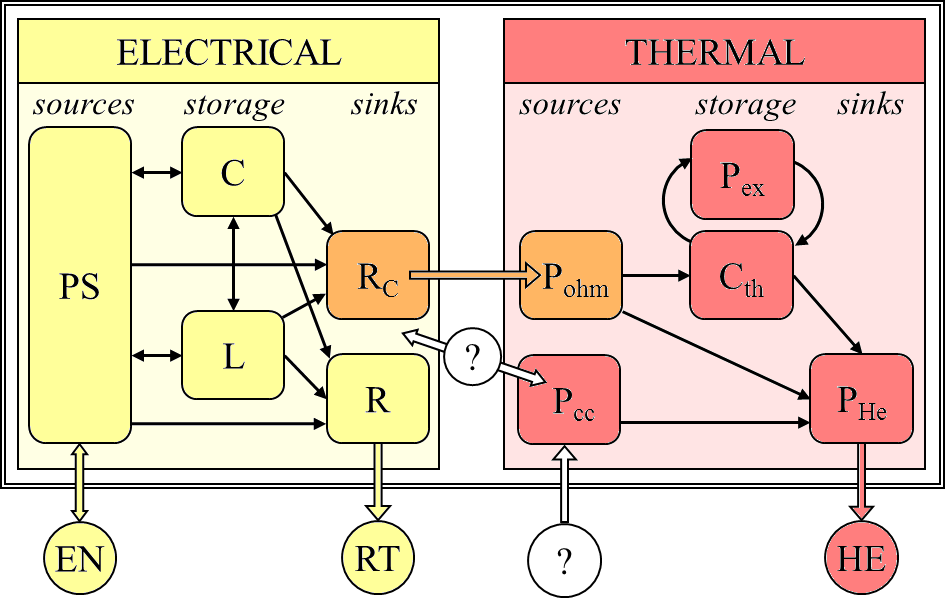 ELECTRICAL THERMAL
sources storage sinks sources storage sinks
C P_ex
PS R_C P_ohm C_th
L ?
R P_cc P_He
EN RT ? HE